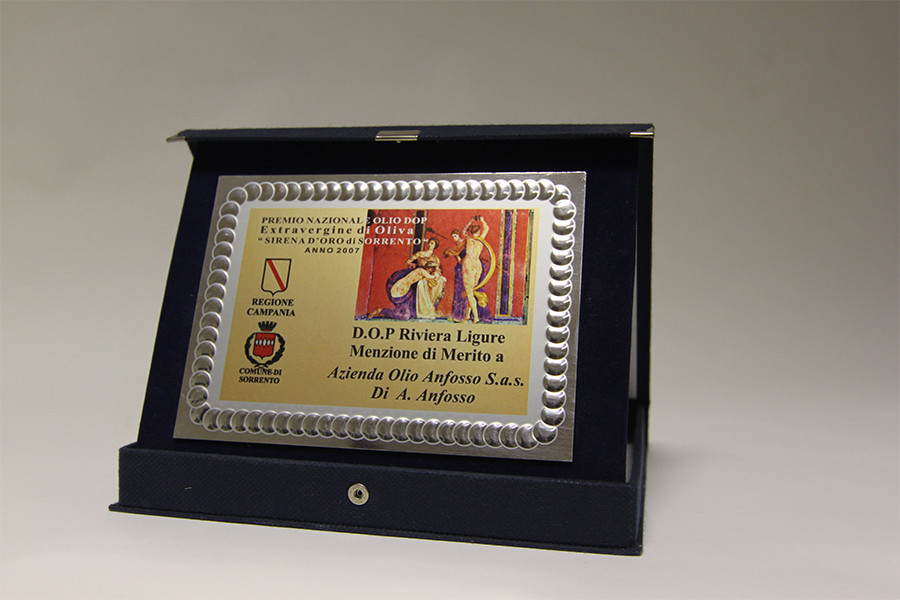 PREMIO NAZIONALE OLIO DOP
Extravergine di Oliva
"SIRENA D'ORO di SORRENTO"
ANNO 2007
REGIONE
CAMPANIA
COMUNE DI
SORRENTO
D.O.P Riviera Ligure
Menzione di Merito a
Azienda Olio Anfosso S.a.s.
Di A. Anfosso